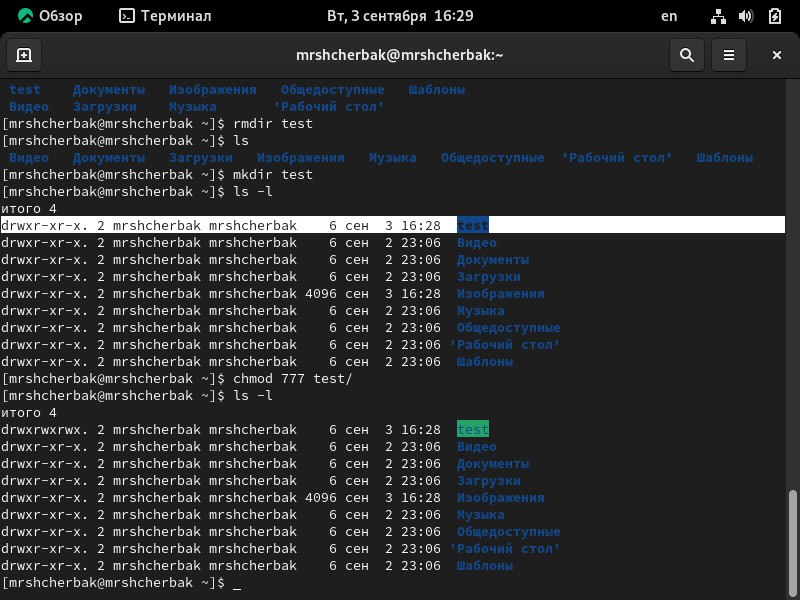 Обзор Терминал Вт, 3 сентября 16:29 en
mrshcherbak@mrshcherbak:~
test Документы Изображения Общедоступные Шаблоны
Видео Загрузки Музыка 'Рабочий стол'
[mrshcherbak@mrshcherbak ~]$ rmdir test
[mrshcherbak@mrshcherbak ~]$ ls
Видео Документы Загрузки Изображения Музыка Общедоступные 'Рабочий стол' Шаблоны
[mrshcherbak@mrshcherbak ~]$ mkdir test
[mrshcherbak@mrshcherbak ~]$ ls -l
итого 4
drwxr-xr-x. 2 mrshcherbak mrshcherbak 6 сен 3 16:28 test
drwxr-xr-x. 2 mrshcherbak mrshcherbak 6 сен 2 23:06 Видео
drwxr-xr-x. 2 mrshcherbak mrshcherbak 6 сен 2 23:06 Документы
drwxr-xr-x. 2 mrshcherbak mrshcherbak 6 сен 2 23:06 Загрузки
drwxr-xr-x. 2 mrshcherbak mrshcherbak 4096 сен 3 16:28 Изображения
drwxr-xr-x. 2 mrshcherbak mrshcherbak 6 сен 2 23:06 Музыка
drwxr-xr-x. 2 mrshcherbak mrshcherbak 6 сен 2 23:06 Общедоступные
drwxr-xr-x. 2 mrshcherbak mrshcherbak 6 сен 2 23:06 'Рабочий стол'
drwxr-xr-x. 2 mrshcherbak mrshcherbak 6 сен 2 23:06 Шаблоны
[mrshcherbak@mrshcherbak ~]$ chmod 777 test/
[mrshcherbak@mrshcherbak ~]$ ls -l
итого 4
drwxrwxrwx. 2 mrshcherbak mrshcherbak 6 сен 3 16:28 test
drwxr-xr-x. 2 mrshcherbak mrshcherbak 6 сен 2 23:06 Видео
drwxr-xr-x. 2 mrshcherbak mrshcherbak 6 сен 2 23:06 Документы
drwxr-xr-x. 2 mrshcherbak mrshcherbak 6 сен 2 23:06 Загрузки
drwxr-xr-x. 2 mrshcherbak mrshcherbak 4096 сен 3 16:28 Изображения
drwxr-xr-x. 2 mrshcherbak mrshcherbak 6 сен 2 23:06 Музыка
drwxr-xr-x. 2 mrshcherbak mrshcherbak 6 сен 2 23:06 Общедоступные
drwxr-xr-x. 2 mrshcherbak mrshcherbak 6 сен 2 23:06 'Рабочий стол'
drwxr-xr-x. 2 mrshcherbak mrshcherbak 6 сен 2 23:06 Шаблоны
[mrshcherbak@mrshcherbak ~]$ _